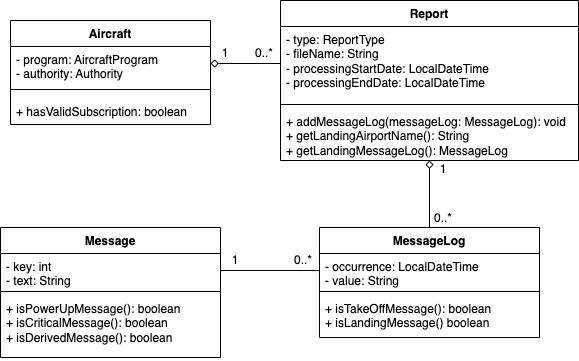 Aircraft
- program: AircraftProgram
- authority: Authority
+ hasValidSubscription: boolean
1
0..*
Report
- type: ReportType
- fileName: String
- processingStartDate: LocalDateTime
- processingEndDate: LocalDateTime
+ addMessageLog(messageLog: MessageLog): void
+ getLandingAirportName(): String
+ getLandingMessageLog(): MessageLog
1
0..*
Message
- key: int
- text: String
+ isPowerUpMessage(): boolean
+ isCriticalMessage(): boolean
+ isDerivedMessage(): boolean
1
0..*
MessageLog
- occurrence: LocalDateTime
- value: String
+ isTakeOffMessage(): boolean
+ isLandingMessage() boolean